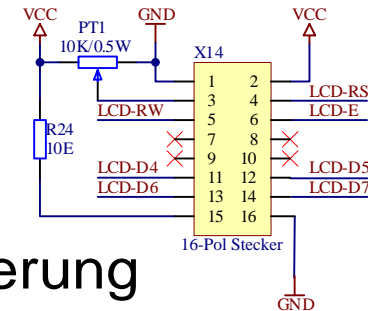 VCC
GND
VCC
PT1
10K/0.5W
X14
1 2
3 4 LCD-RS
LCD-RW 5 6 LCD-E
7 8
9 10
R24
10E
LCD-D4 11 12 LCD-D5
LCD-D6 13 14 LCD-D7
15 16
16-Pol Stecker
erung
GND